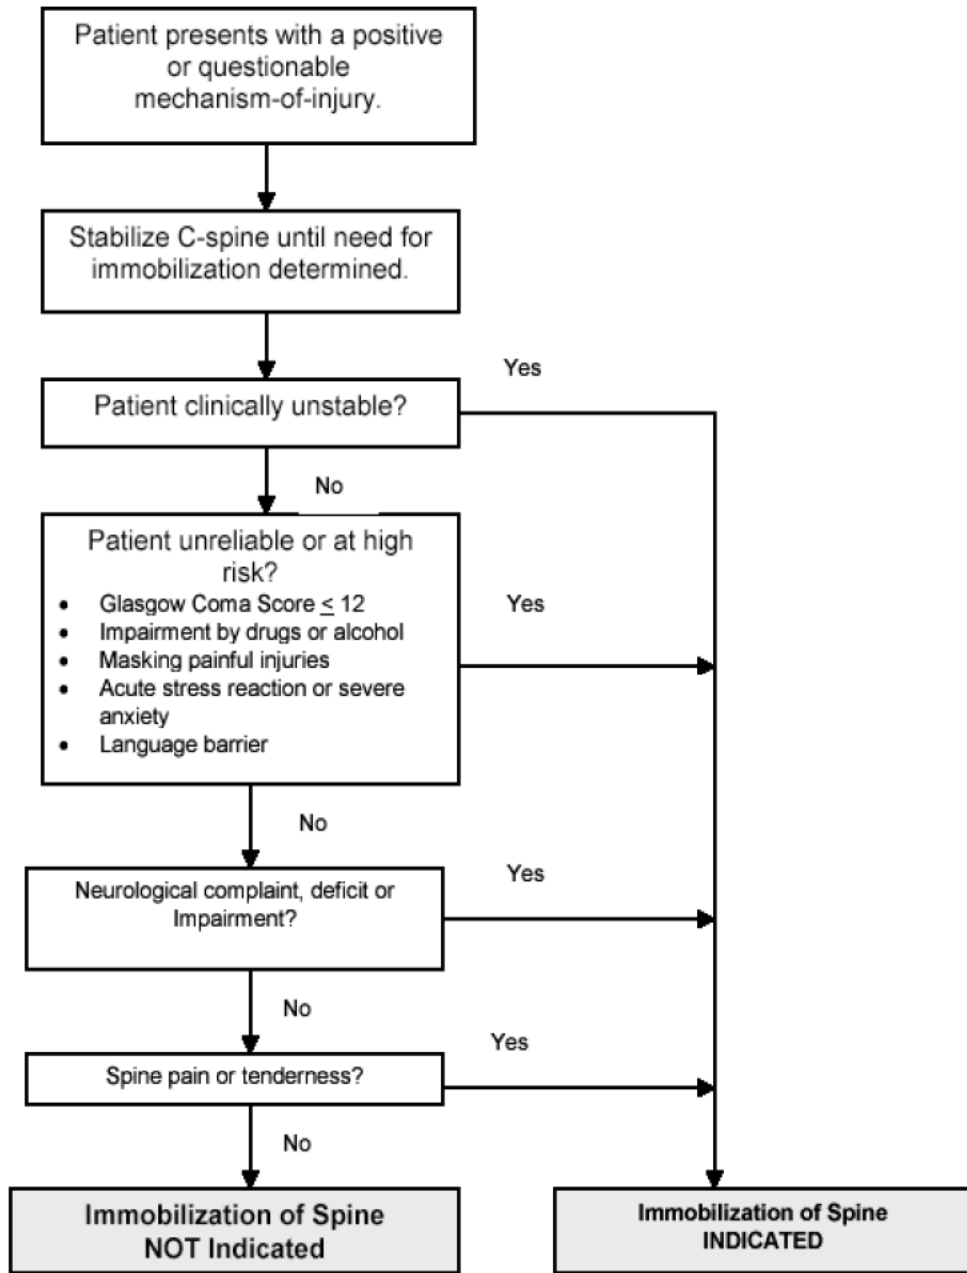 Patient presents with a positive
or questionable
mechanism-of-injury.
Stabilize C-spine until need for
immobilization determined.
Yes
Patient clinically unstable?
No
Patient unreliable or at high
risk?
• Glasgow Coma Score ≤ 12
• Impairment by drugs or alcohol
• Masking painful injuries
• Acute stress reaction or severe
anxiety
• Language barrier
Yes
No
Neurological complaint, deficit or
Impairment?
Yes
No
Spine pain or tenderness?
Yes
No
Immobilization of Spine
NOT Indicated
Immobilization of Spine
INDICATED